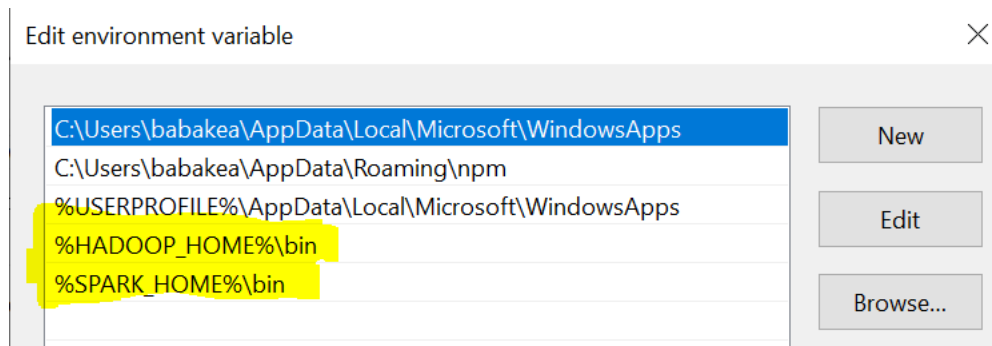 Edit environment variable
C:\Users\babakea\AppData\Local\Microsoft\WindowsApps
New
C:\Users\babakea\AppData\Roaming\npm
%USERPROFILE%\AppData\Local\Microsoft\WindowsApps
Edit
%HADOOP_HOME%\bin
%SPARK_HOME%\bin
Browse...